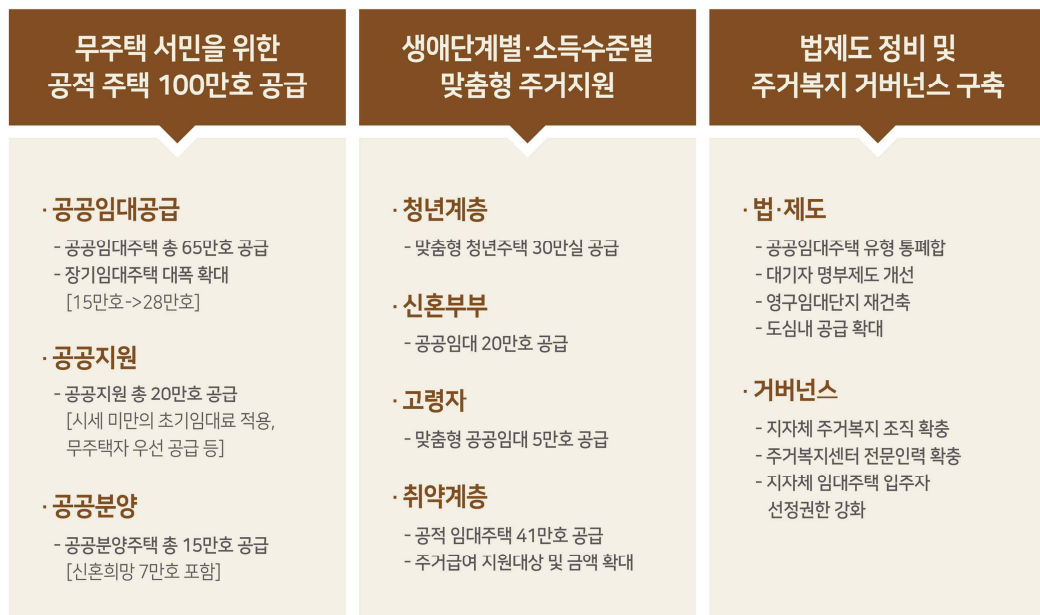 무주택 서민을 위한
공적 주택 100만호 공급
· 공공임대공급
- 공공임대주택 총 65만호 공급
- 장기임대주택 대폭 확대
[15만호->28만호]
· 공공지원
- 공공지원 총 20만호 공급
[시세 미만의 초기임대료 적용,
무주택자 우선 공급 등]
· 공공분양
- 공공분양주택 총 15만호 공급
[신혼희망 7만호 포함]
생애단계별·소득수준별
맞춤형 주거지원
· 청년계층
- 맞춤형 청년주택 30만실 공급
· 신혼부부
- 공공임대 20만호 공급
· 고령자
- 맞춤형 공공임대 5만호 공급
· 취약계층
- 공적 임대주택 41만호 공급
- 주거급여 지원대상 및 금액 확대
법제도 정비 및
주거복지 거버넌스 구축
· 법·제도
- 공공임대주택 유형 통폐합
- 대기자 명부제도 개선
- 영구임대단지 재건축
- 도심내 공급 확대
· 거버넌스
- 지자체 주거복지 조직 확충
- 주거복지센터 전문인력 확충
- 지자체 임대주택 입주자
선정권한 강화